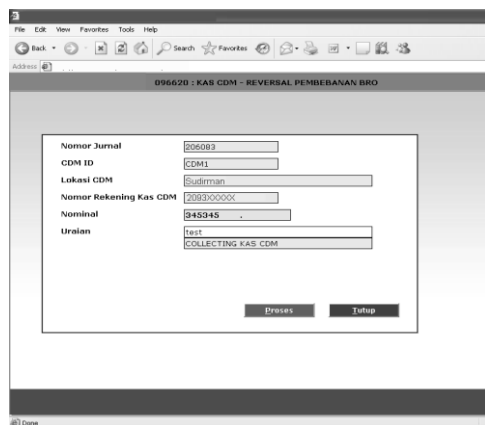 File Edit View Favorites Tools Help
Back Search Favorites
Address
096620 : KAS CDM - REVERSAL PEMBEBANAN BRO
Nomor Jurnal 206083
CDM ID CDM1
Lokasi CDM Sudirman
Nomor Rekening Kas CDM 2093XXXXX
Nominal 345345 .
Uraian test
COLLECTING KAS CDM
Proses Tutup
Done